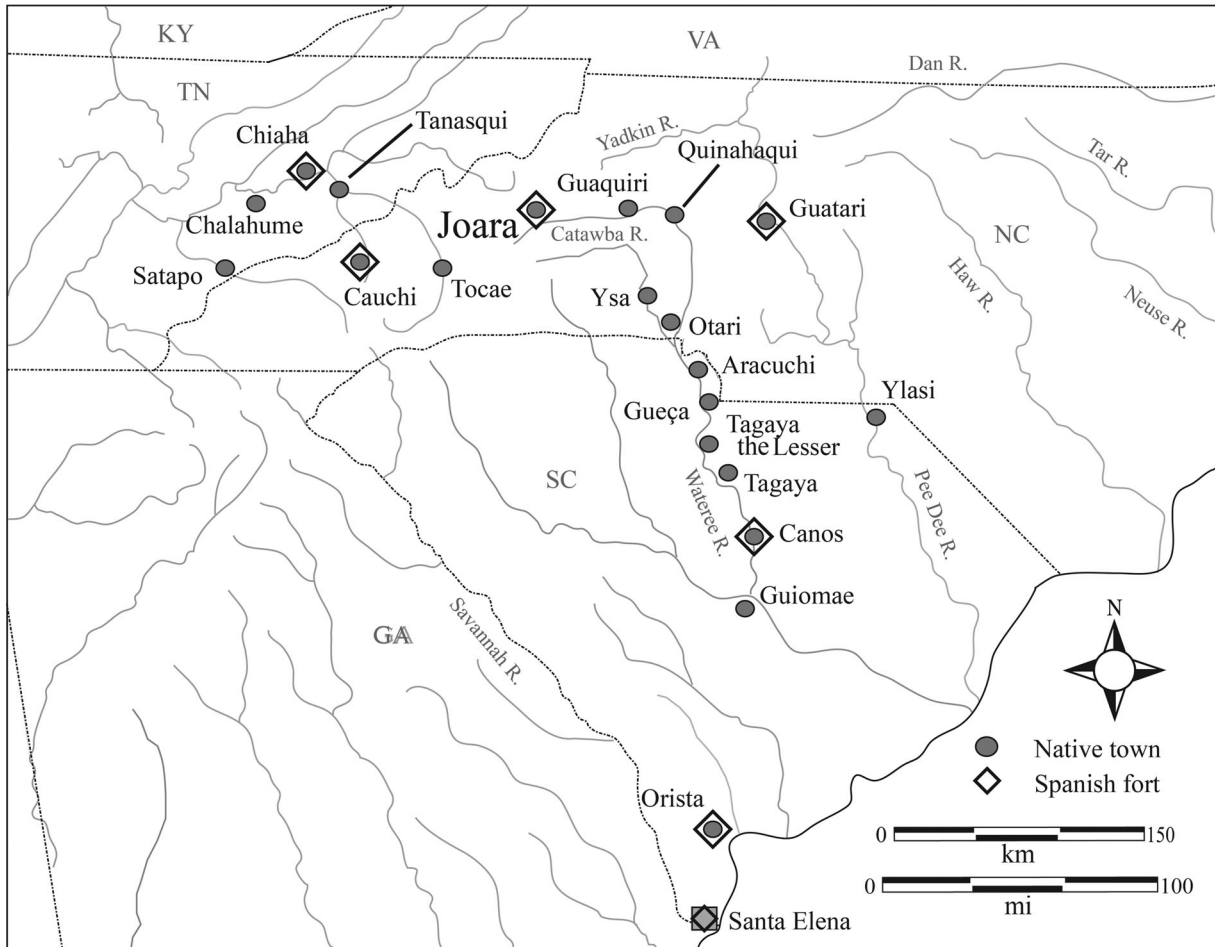 KY
VA
Dan R.
TN
Tanasqui
Chiaha
Yadkin R.
Quinahaqui
Tar R.
Guaquiri
Guatari
Chalahume
Joara
Catawba R.
NC
Satapo
Cauchi
Tocae
Ysa
Haw R.
Neuse R.
Otari
Aracuchi
Ylasi
Gueça
Tagaya
the Lesser
SC
Tagaya
Wateree R.
Pee Dee R.
Canos
Guiomae
N
GA
Savannah R.
Native town
Spanish fort
Orista
0 150
km
0 100
mi
Santa Elena